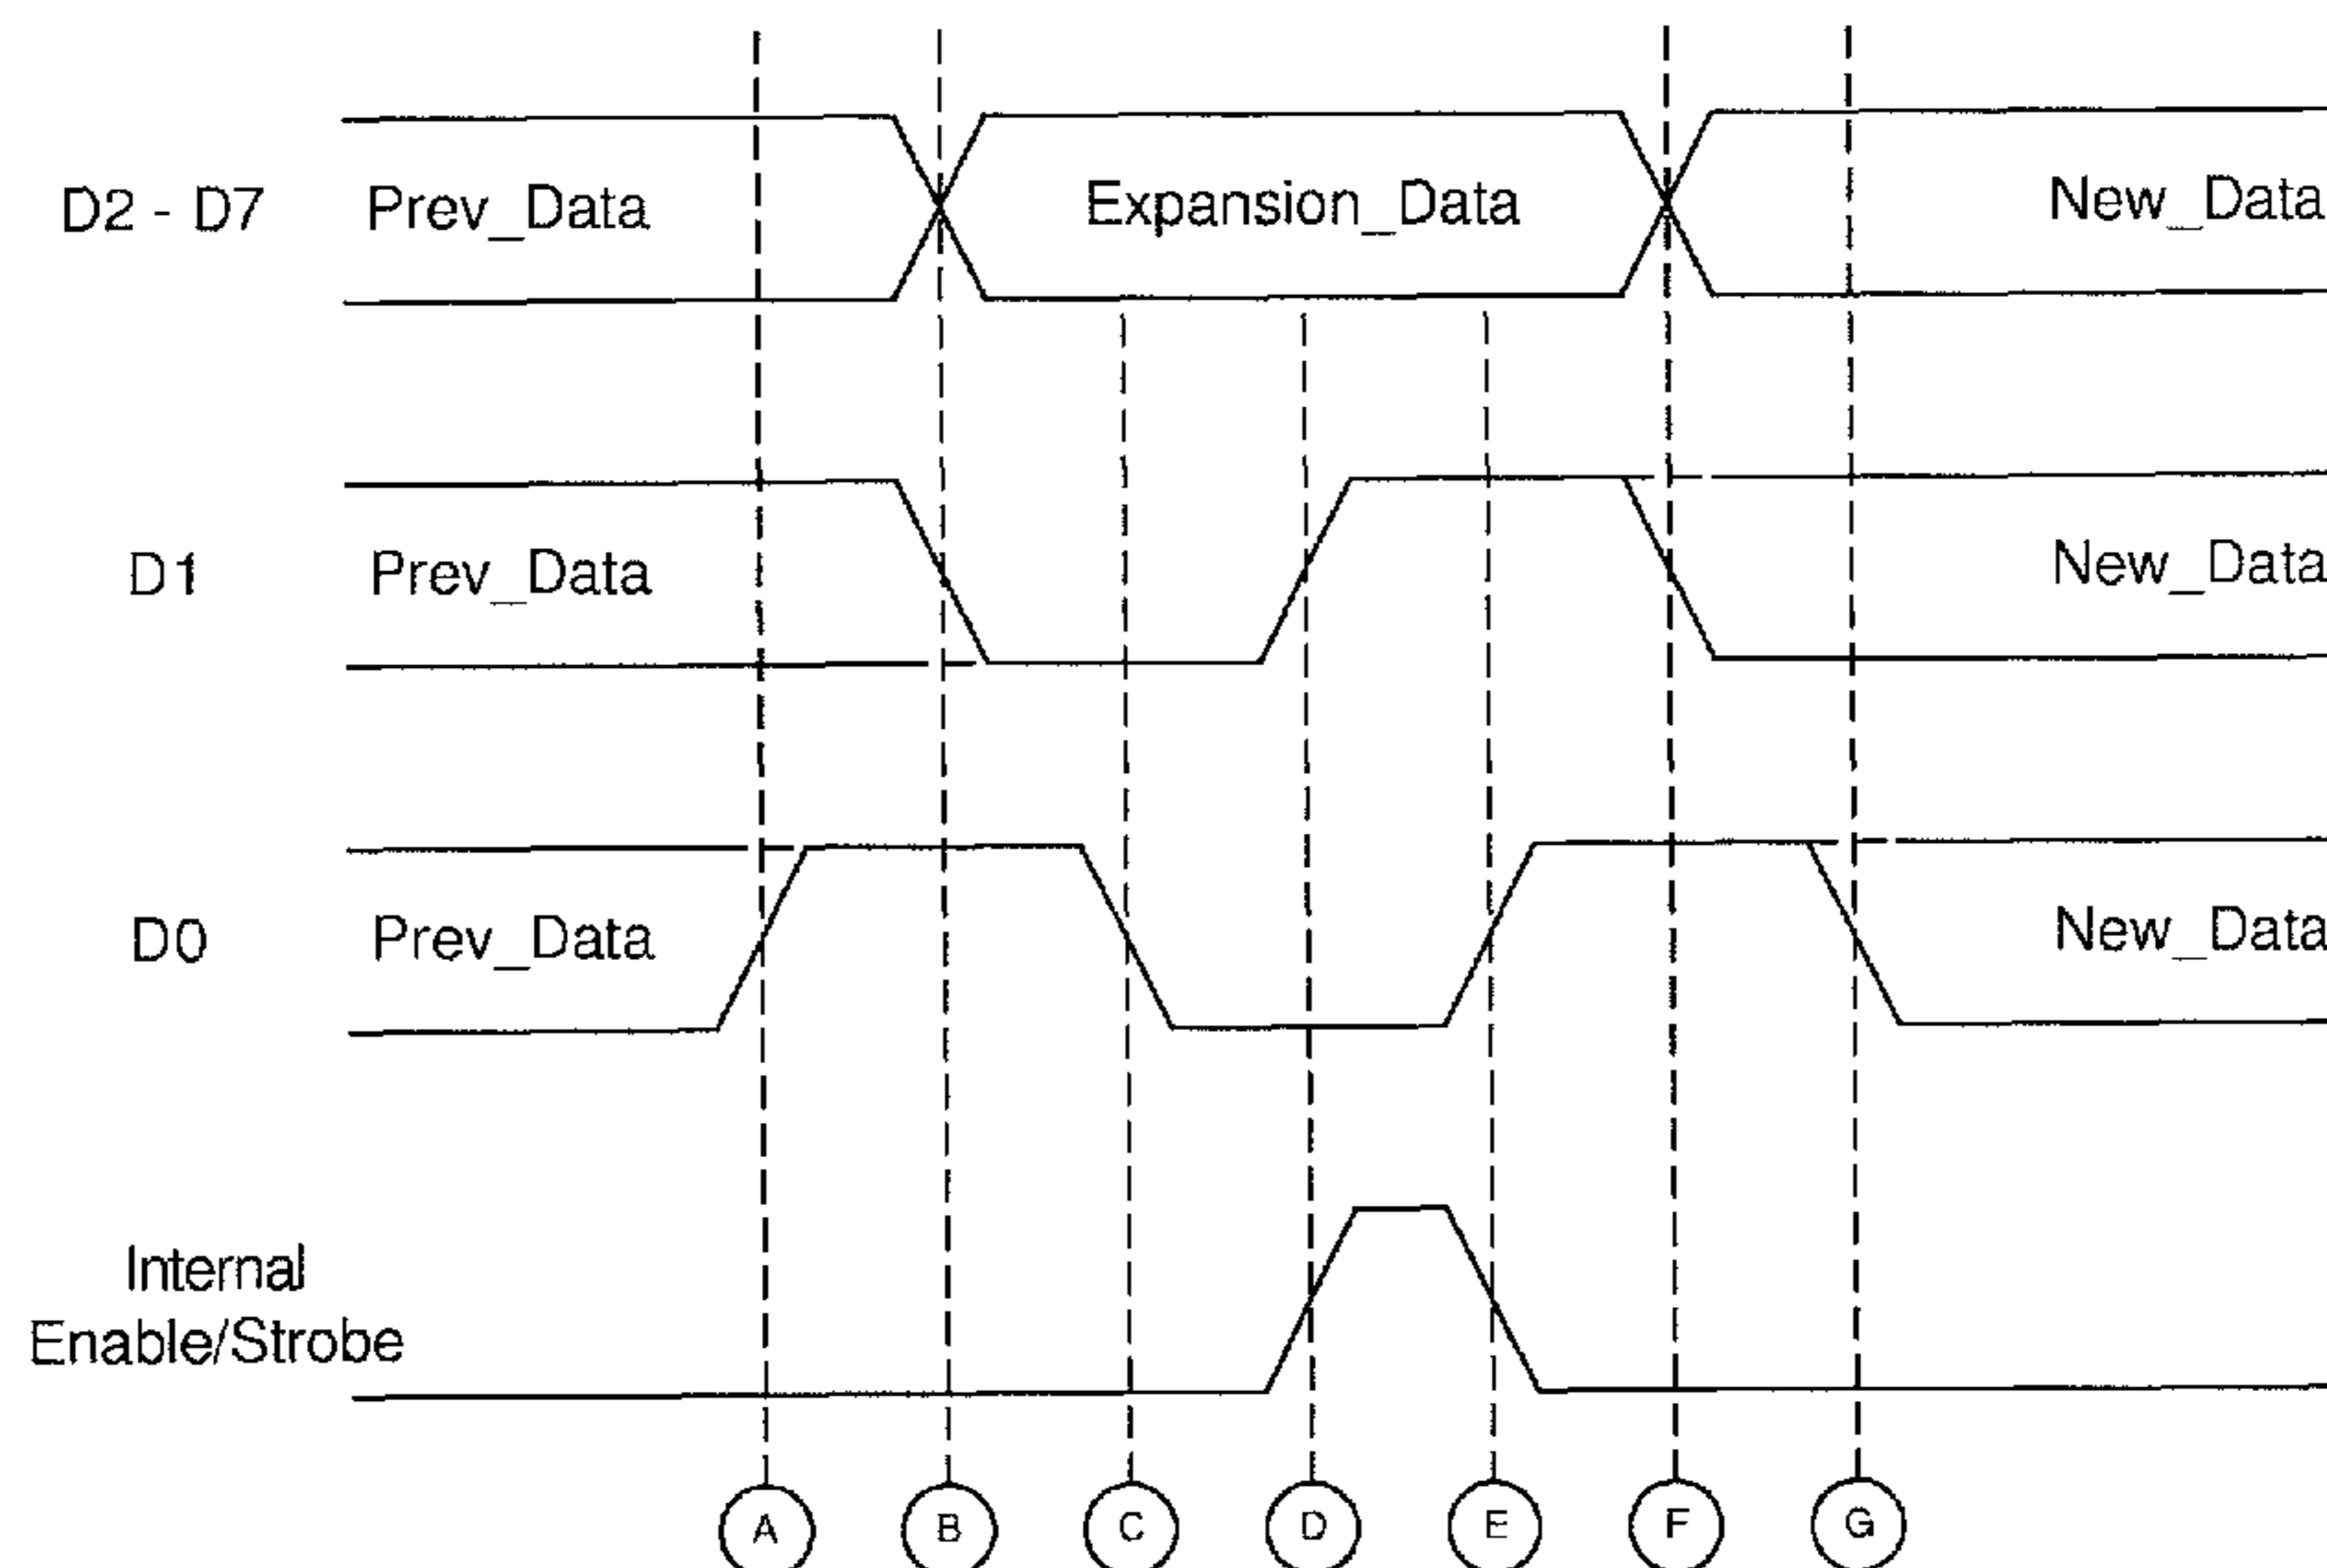 D2 - D7 Prev_Data Expansion_Data New_Data
D1 Prev_Data New_Data
D0 Prev_Data New_Data
Internal
Enable/Strobe
A B C D E F G